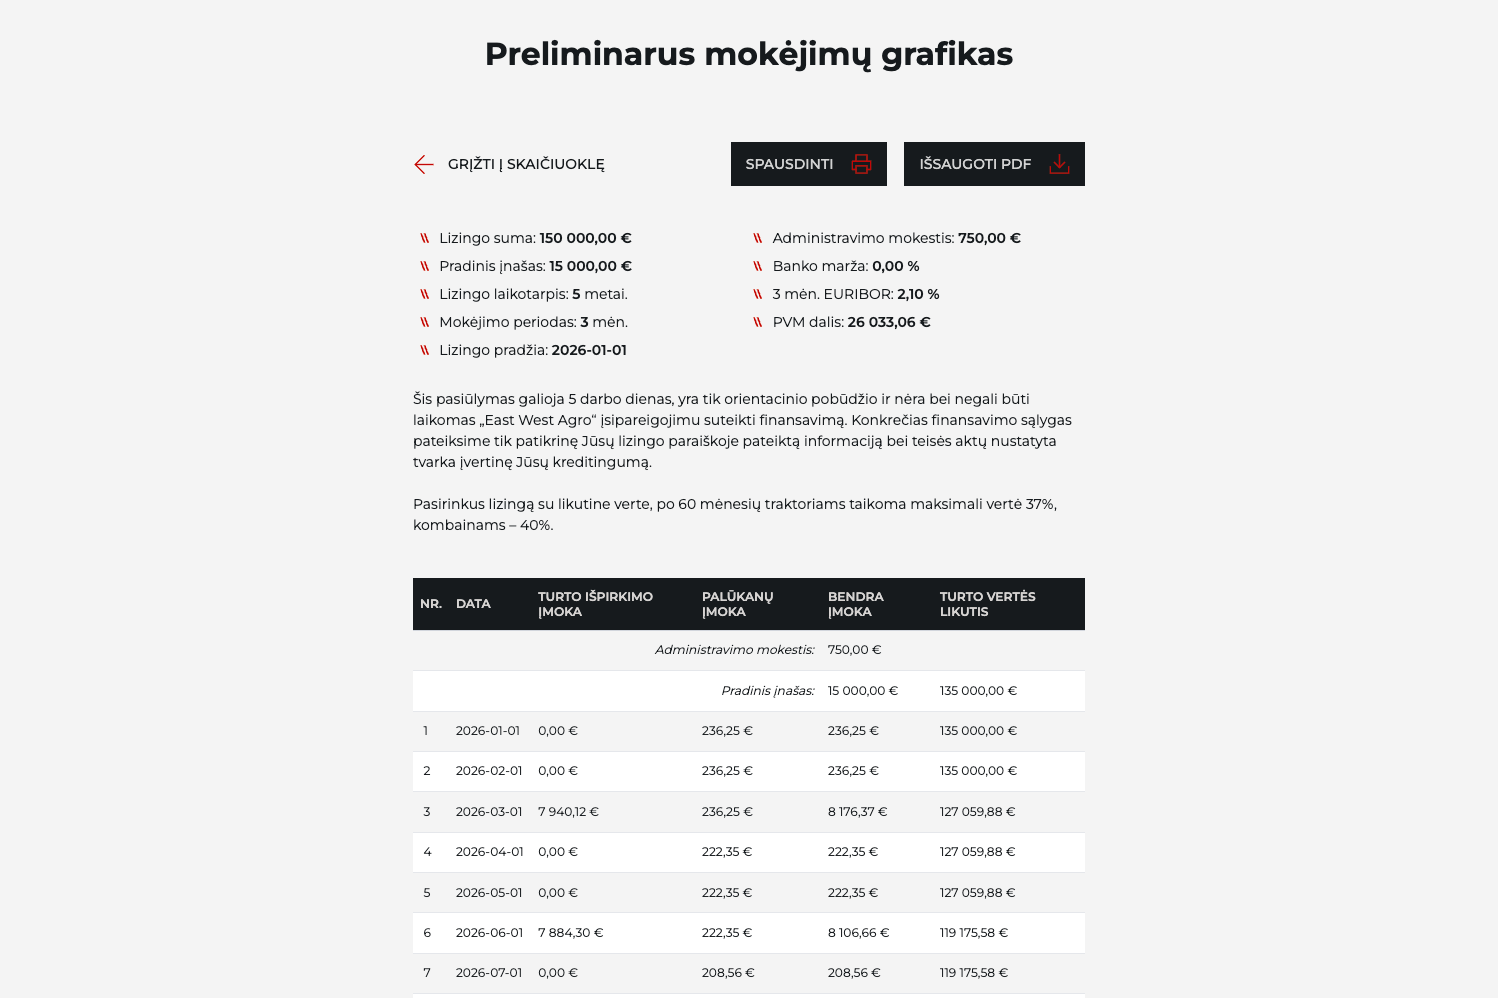 Preliminarus mokėjimų grafikas
GRĮŽTI Į SKAIČIUOKLĘ
SPAUSDINTI
IŠSAUGOTI PDF
Lizingo suma: 150 000,00 €
Pradinis įnašas: 15 000,00 €
Lizingo laikotarpis: 5 metai.
Mokėjimo periodas: 3 mėn.
Lizingo pradžia: 2026-01-01
Administravimo mokestis: 750,00 €
Banko marža: 0,00 %
3 mėn. EURIBOR: 2,10 %
PVM dalis: 26 033,06 €
Šis pasiūlymas galioja 5 darbo dienas, yra tik orientacinio pobūdžio ir nėra bei negali būti
laikomas „East West Agro“ įsipareigojimu suteikti finansavimą. Konkrečias finansavimo sąlygas
pateiksime tik patikrinę Jūsų lizingo paraiškoje pateiktą informaciją bei teisės aktų nustatyta
tvarka įvertinę Jūsų kreditingumą.
Pasirinkus lizingą su likutine verte, po 60 mėnesių traktoriams taikoma maksimali vertė 37%,
kombainams – 40%.
NR. DATA TURTO IŠPIRKIMO ĮMOKA PALŪKANŲ ĮMOKA BENDRA ĮMOKA TURTO VERTĖS LIKUTIS
Administravimo mokestis: 750,00 €
Pradinis įnašas: 15 000,00 € 135 000,00 €
1 2026-01-01 0,00 € 236,25 € 236,25 € 135 000,00 €
2 2026-02-01 0,00 € 236,25 € 236,25 € 135 000,00 €
3 2026-03-01 7 940,12 € 236,25 € 8 176,37 € 127 059,88 €
4 2026-04-01 0,00 € 222,35 € 222,35 € 127 059,88 €
5 2026-05-01 0,00 € 222,35 € 222,35 € 127 059,88 €
6 2026-06-01 7 884,30 € 222,35 € 8 106,66 € 119 175,58 €
7 2026-07-01 0,00 € 208,56 € 208,56 € 119 175,58 €